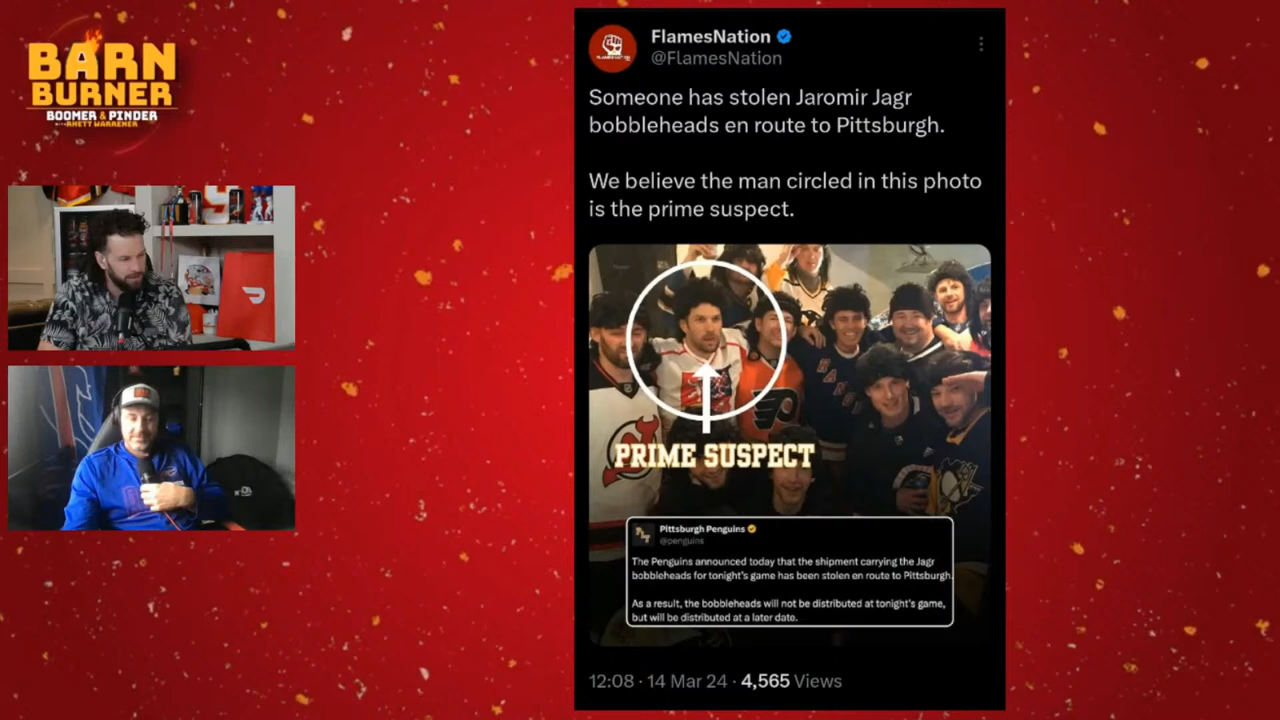 BARN
BURNER
BOOMER & PINDER
WITH RHETT WARRENER
FlamesNation
@FlamesNation
Someone has stolen Jaromir Jagr
bobbleheads en route to Pittsburgh.
We believe the man circled in this photo
is the prime suspect.
RANGE
PRIME SUSPECT
Pittsburgh Penguins
@penguins
The Penguins announced today that the shipment carrying the Jagr
bobbleheads for tonight's game has been stolen en route to Pittsburgh.
As a result, the bobbleheads will not be distributed at tonight's game,
but will be distributed at a later date.
12:08 · 14 Mar 24 · 4,565 Views